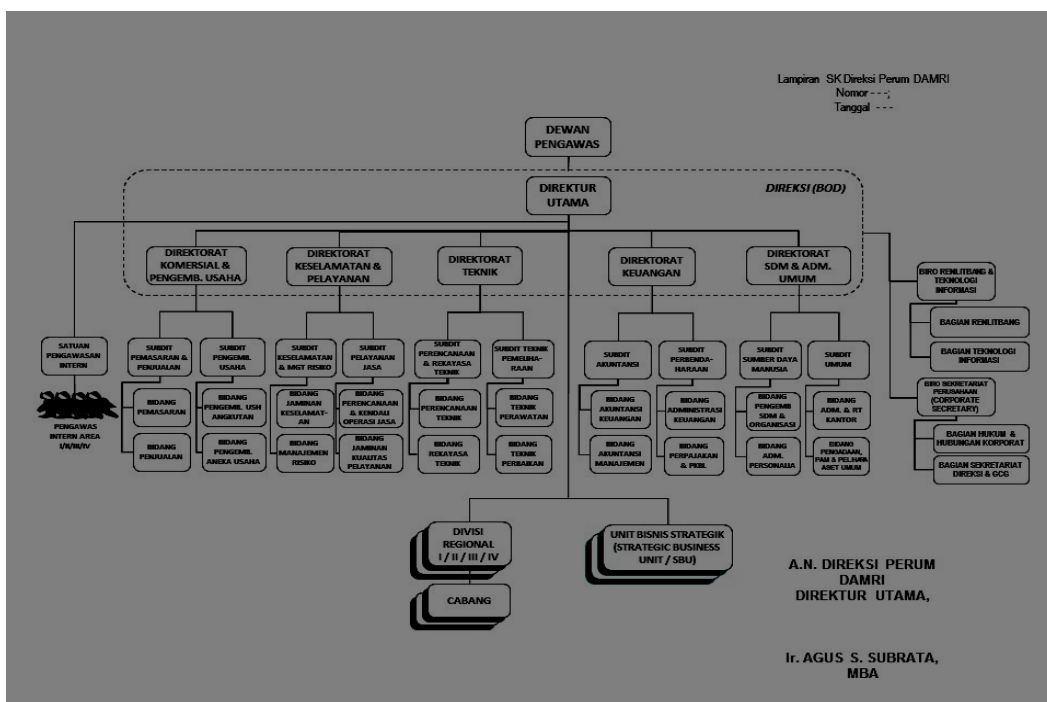 Lampiran SK Direksi Perum DAMRI
Nomor - - -;
Tanggal - - -
DEWAN
PENGAWAS
DIREKTUR
UTAMA
DIREKSI (BOD)
DIREKTORAT
KOMERSIAL &
PENGEMB. USAHA
DIREKTORAT
KESELAMATAN &
PELAYANAN
DIREKTORAT
TEKNIK
DIREKTORAT
KEUANGAN
DIREKTORAT
SDM & ADM.
UMUM
BIRO RENLITBANG &
TEKNOLOGI
INFORMASI
BAGIAN RENLITBANG
BAGIAN TEKNOLOGI
INFORMASI
BIRO SEKRETARIAT
PERUSAHAAN
(CORPORATE
SECRETARY)
BAGIAN HUKUM &
HUBUNGAN KORPORAT
BAGIAN SEKRETARIAT
DIREKSI & GCG
SATUAN
PENGAWASAN
INTERN
PENGAWAS
INTERN AREA
I/II/III/IV
SUBDIT
PEMASARAN &
PENJUALAN
SUBDIT
PENGEMB.
USAHA
SUBDIT
KESELAMATAN
& MGT RISIKO
SUBDIT
PELAYANAN
JASA
SUBDIT
PERENCANAAN
& REKAYASA
TEKNIK
SUBDIT TEKNIK
PEMELIHA-
RAAN
SUBDIT
AKUNTANSI
SUBDIT
PERBENDA-
HARAAN
SUBDIT
SUMBER DAYA
MANUSIA
SUBDIT
UMUM
BIDANG
PEMASARAN
BIDANG
PENGEMB. USH
ANGKUTAN
BIDANG
JAMINAN
KESELAMAT-
AN
BIDANG
PERENCANAAN
& KENDALI
OPERASI JASA
BIDANG
PERENCANAAN
TEKNIK
BIDANG
TEKNIK
PERAWATAN
BIDANG
AKUNTANSI
KEUANGAN
BIDANG
ADMINISTRASI
KEUANGAN
BIDANG
PENGEMB
SDM &
ORGANISASI
BIDANG
ADM. & RT
KANTOR
BIDANG
PENJUALAN
BIDANG
PENGEMB.
ANEKA USAHA
BIDANG
MANAJEMEN
RISIKO
BIDANG
JAMINAN
KUALITAS
PELAYANAN
BIDANG
REKAYASA
TEKNIK
BIDANG
TEKNIK
PERBAIKAN
BIDANG
AKUNTANSI
MANAJEMEN
BIDANG
PERPAJAKAN
& PKBL
BIDANG
ADM.
PERSONALIA
BIDANG
PENGADAAN,
PAM & PELIHARA
ASET UMUM
DIVISI
REGIONAL
I / II / III / IV
CABANG
UNIT BISNIS STRATEGIK
(STRATEGIC BUSINESS
UNIT / SBU)
A.N. DIREKSI PERUM
DAMRI
DIREKTUR UTAMA,
Ir. AGUS S. SUBRATA,
MBA